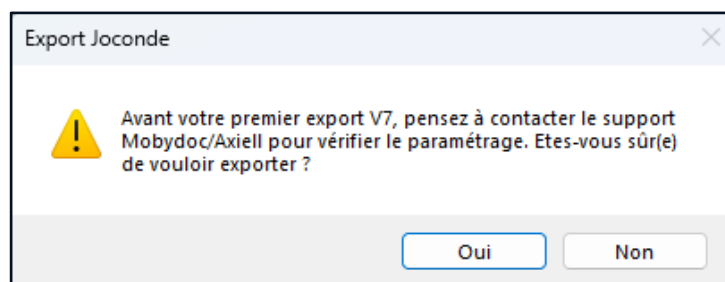 Export Joconde
Avant votre premier export V7, pensez à contacter le support
Mobydoc/Axiell pour vérifier le paramétrage. Etes-vous sûr(e)
de vouloir exporter ?
Oui
Non